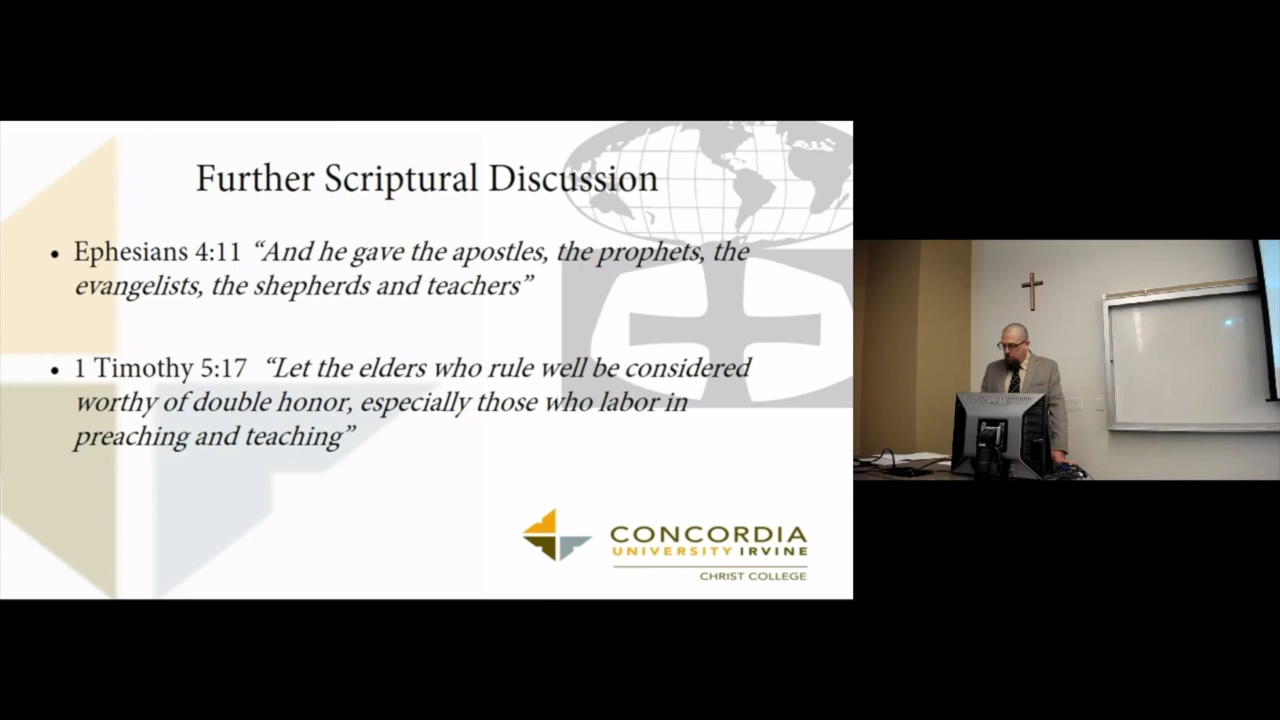 Further Scriptural Discussion
• Ephesians 4:11 “And he gave the apostles, the prophets, the
evangelists, the shepherds and teachers”
• 1 Timothy 5:17 “Let the elders who rule well be considered
worthy of double honor, especially those who labor in
preaching and teaching”
CONCORDIA
UNIVERSITY IRVINE
CHRIST COLLEGE